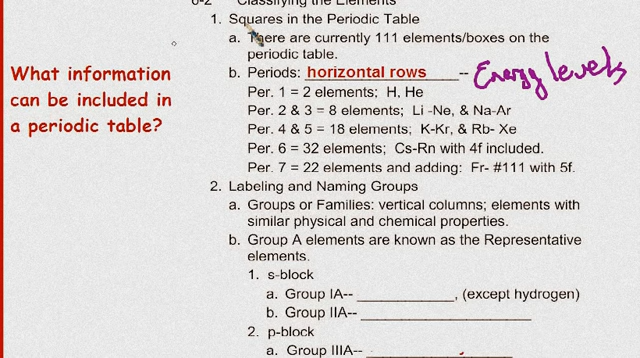 6-2 Classifying the Elements
1. Squares in the Periodic Table
a. There are currently 111 elements/boxes on the
periodic table.
What information
can be included in
a periodic table?
b. Periods: horizontal rows -- Energy levels
Per. 1 = 2 elements; H, He
Per. 2 & 3 = 8 elements; Li -Ne, & Na-Ar
Per. 4 & 5 = 18 elements; K-Kr, & Rb- Xe
Per. 6 = 32 elements; Cs-Rn with 4f included.
Per. 7 = 22 elements and adding: Fr- #111 with 5f.
2. Labeling and Naming Groups
a. Groups or Families: vertical columns; elements with
similar physical and chemical properties.
b. Group A elements are known as the Representative
elements.
1. s-block
a. Group IA-- ____________, (except hydrogen)
b. Group IIA-- ______________________
2. p-block
a. Group IIIA-- ______________________